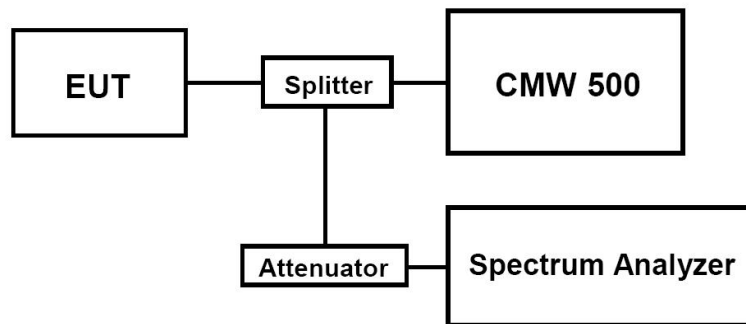 EUT
Splitter
CMW 500
Attenuator
Spectrum Analyzer